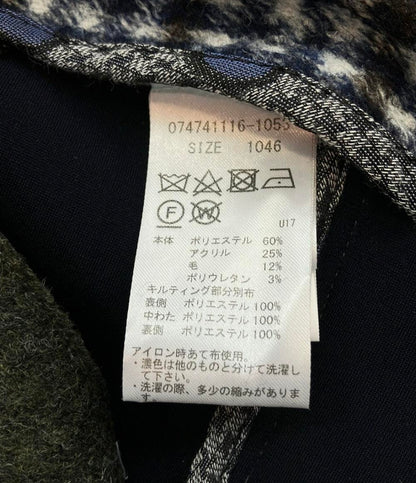 074741116-1053
SIZE 1046
F W
U17
本体 ポリエステル 60%
アクリル 25%
毛 12%
ポリウレタン 3%
キルティング部分別布
表側 ポリエステル 100%
中わた ポリエステル 100%
裏側 ポリエステル 100%
アイロン時あて布使用。
・濃色は他のものと分けて洗濯し
て下さい。
・洗濯の際、多少の縮みがありま
す。